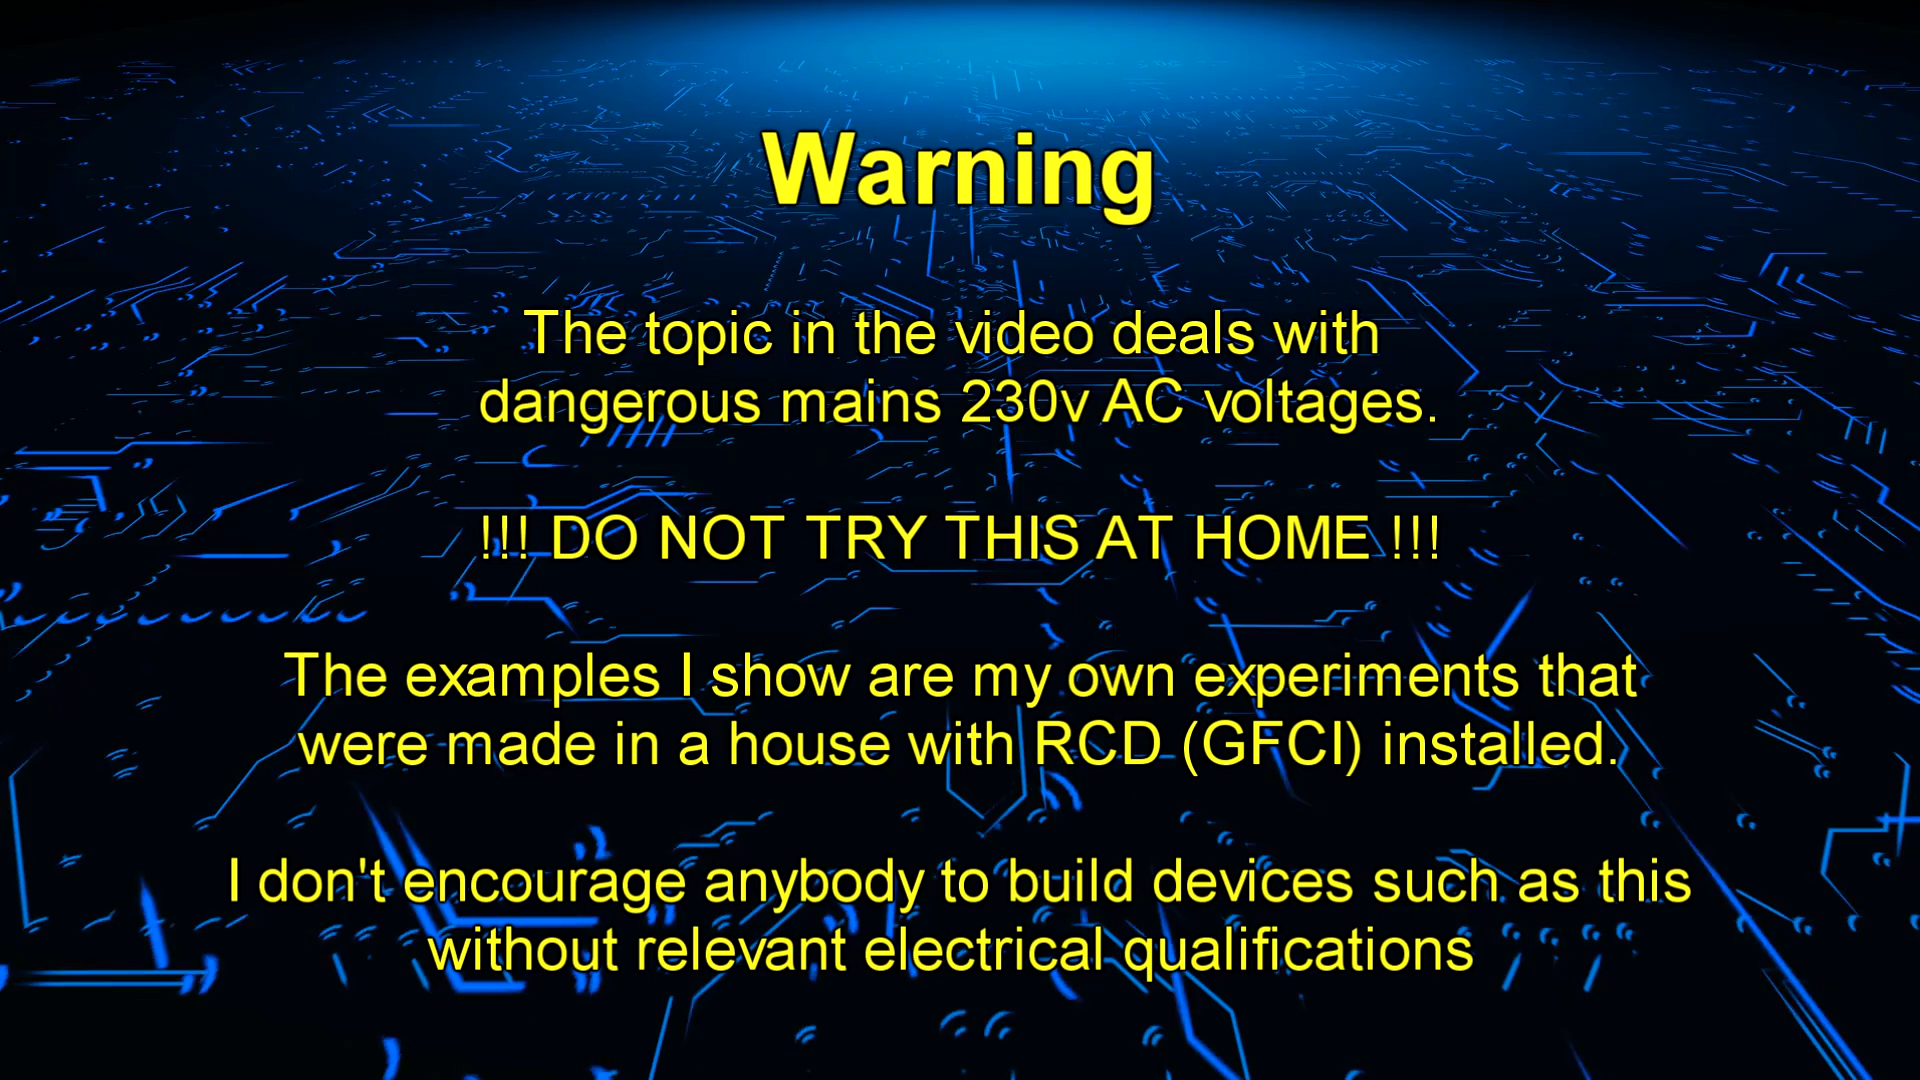 Warning
The topic in the video deals with
dangerous mains 230v AC voltages.
!!! DO NOT TRY THIS AT HOME !!!
The examples I show are my own experiments that
were made in a house with RCD (GFCI) installed.
I don't encourage anybody to build devices such as this
without relevant electrical qualifications